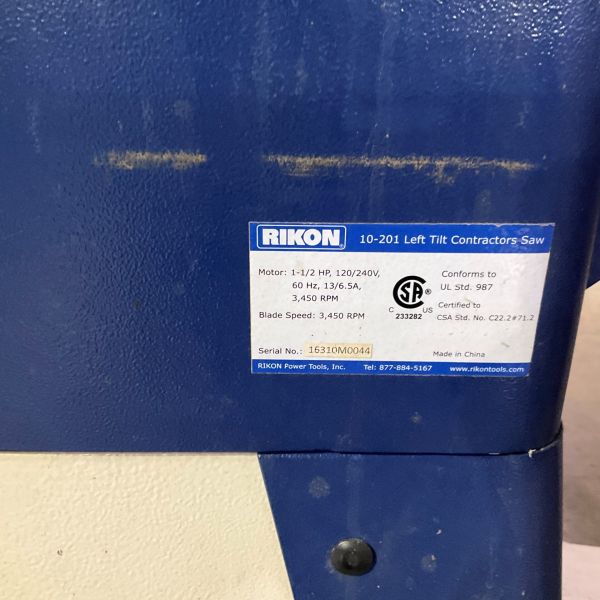 RIKON 10-201 Left Tilt Contractors Saw
Motor: 1-1/2 HP, 120/240V,
60 Hz, 13/6.5A,
3,450 RPM
Blade Speed: 3,450 RPM
Serial No.: 16310M0044
CSA
C US
233282
Conforms to
UL Std. 987
Certified to
CSA Std. No. C22.2#71.2
Made in China
RIKON Power Tools, Inc. Tel: 877-884-5167 www.rikontools.com